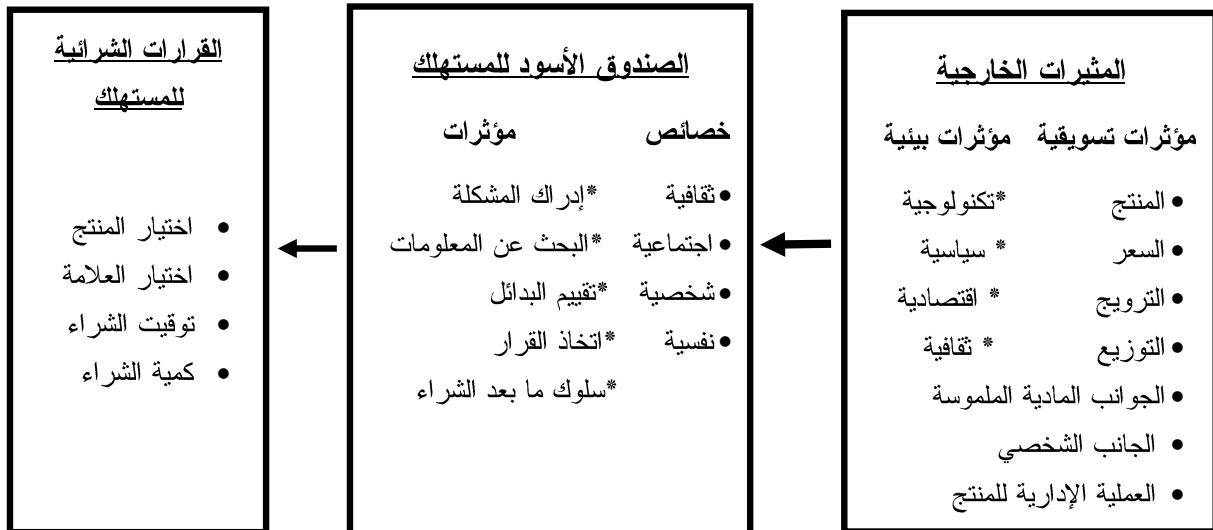 المثيرات الخارجية
مؤثرات تسويقية مؤثرات بيئية
• المنتج *تكنولوجية
• السعر * سياسية
• الترويج * اقتصادية
• التوزيع * ثقافية
• الجوانب المادية الملموسة
• الجانب الشخصي
• العملية الإدارية للمنتج
الصندوق الأسود للمستهلك
خصائص مؤثرات
• ثقافية *إدراك المشكلة
• اجتماعية *البحث عن المعلومات
• شخصية *تقييم البدائل
• نفسية *اتخاذ القرار
*سلوك ما بعد الشراء
القرارات الشرائية
للمستهلك
• اختيار المنتج
• اختيار العلامة
• توقيت الشراء
• كمية الشراء